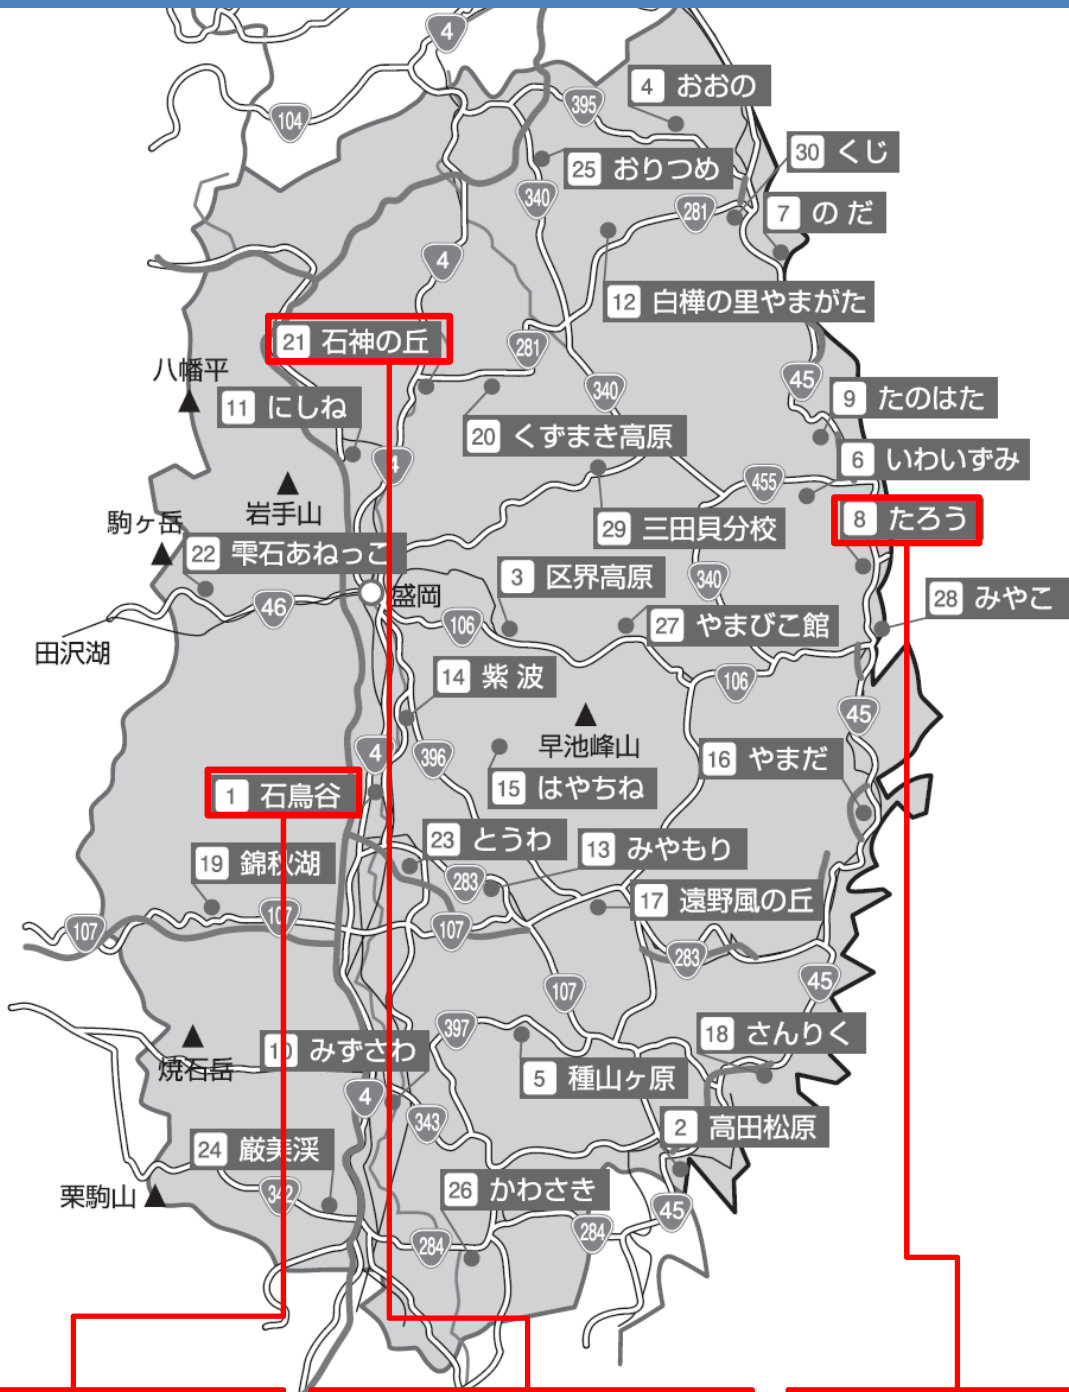 4
4 おおの
395
104
30 くじ
25 おりつめ
340
281
7 のだ
4
12 白樺の里やまがた
21 石神の丘
281
八幡平
45
340
9 たのはた
11 にしね
20 くずまき高原
4
6 いわいずみ
455
岩手山
8 たろう
駒ヶ岳
29 三田貝分校
22 雫石あねっこ
3 区界高原
340
盛岡
28 みやこ
46
106
27 やまびこ館
田沢湖
14 紫波
106
45
早池峰山
4
396
16 やまだ
15 はやちね
1 石鳥谷
23 とうわ
13 みやもり
19 錦秋湖
283
17 遠野風の丘
107
107
107
283
45
107
18 さんりく
397
10 みずさわ
焼石岳
5 種山ヶ原
4
343
2 高田松原
24 厳美渓
26 かわさき
栗駒山
342
45
284
284